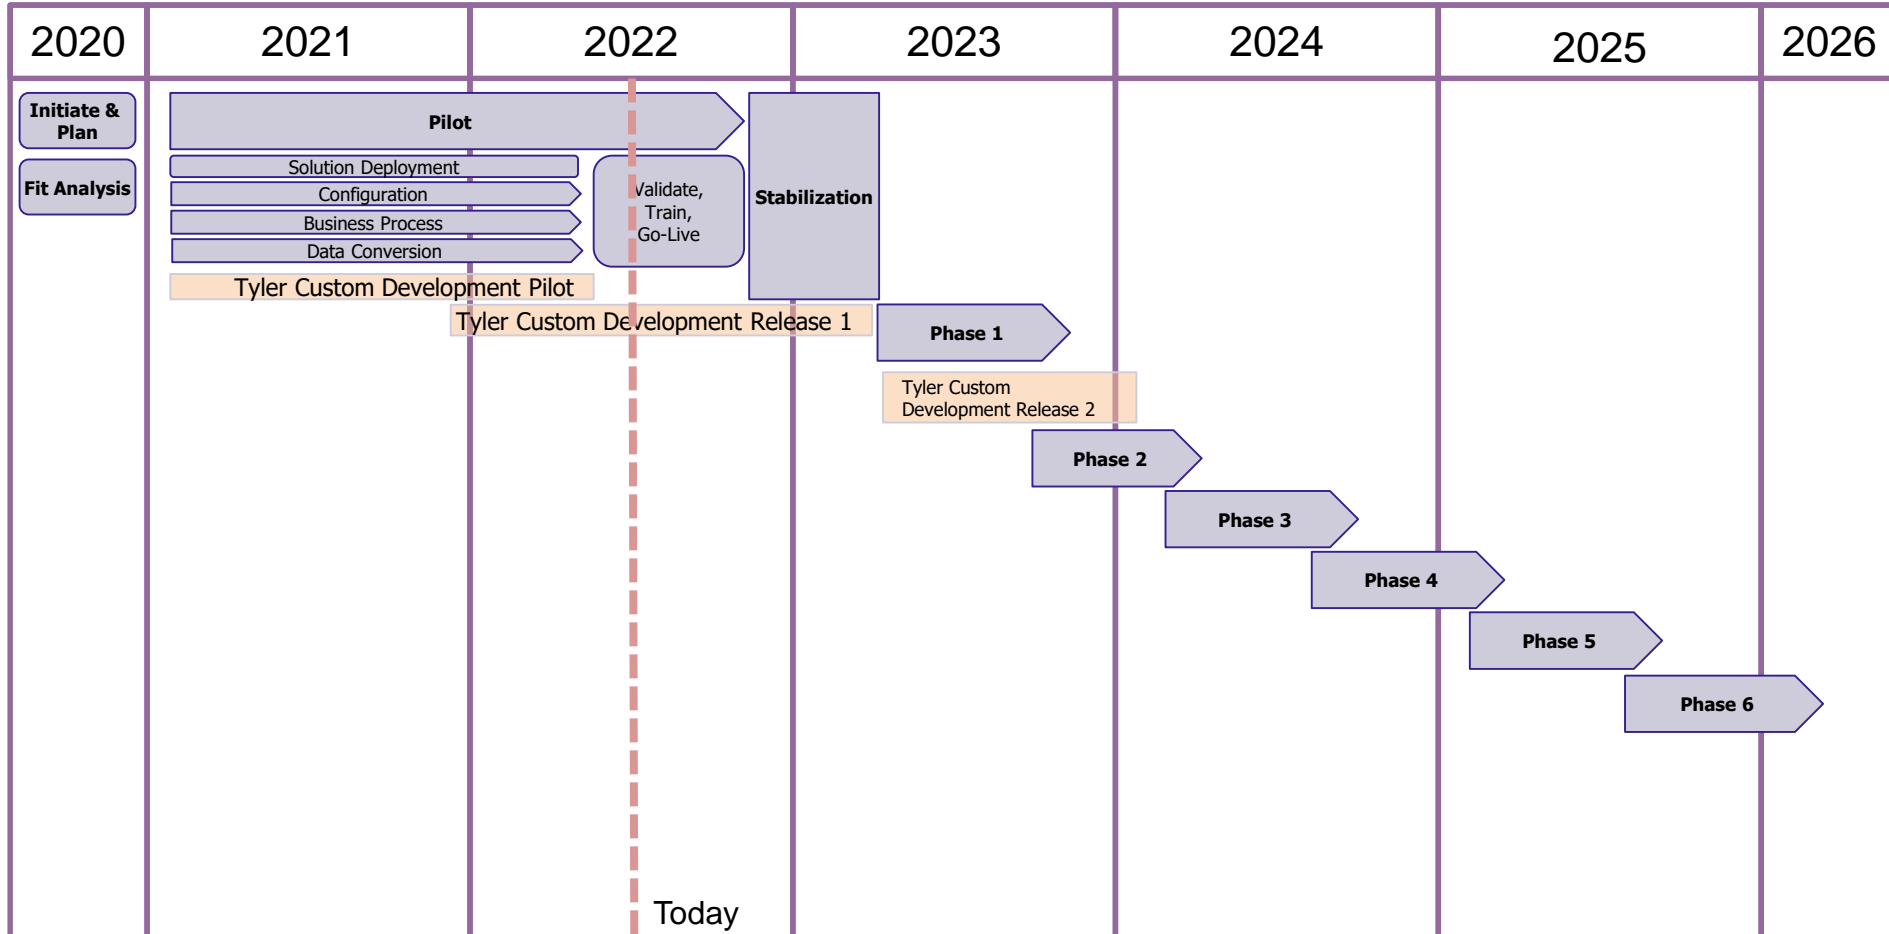 2020
2021
2022
2023
2024
2025
2026
Initiate &
Plan
Pilot
Fit Analysis
Solution Deployment
Configuration
Business Process
Data Conversion
Validate,
Train,
Go-Live
Stabilization
Tyler Custom Development Pilot
Tyler Custom Development Release 1
Phase 1
Tyler Custom
Development Release 2
Phase 2
Phase 3
Phase 4
Phase 5
Phase 6
Today